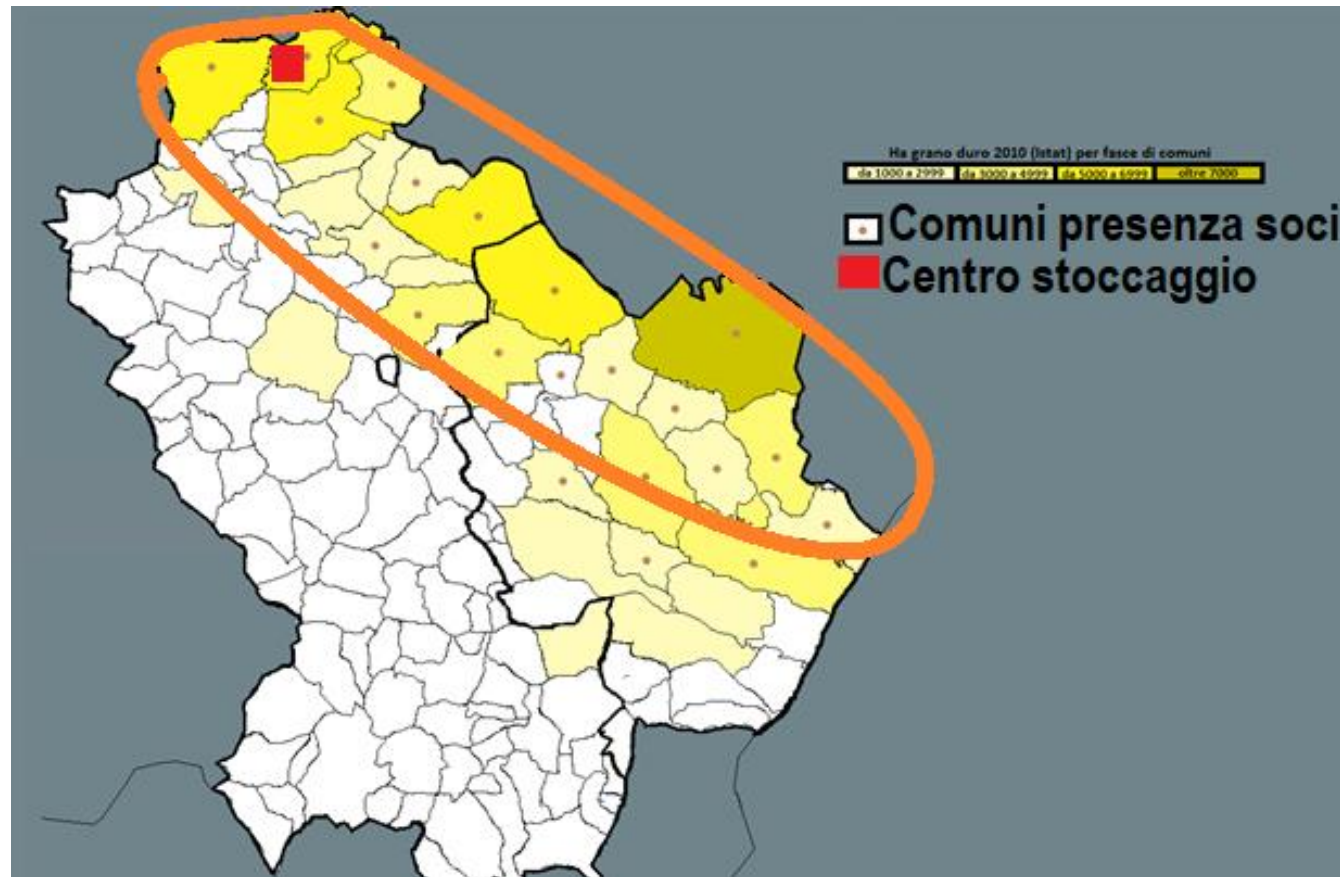 Ha grano duro 2010 (Istat) per fasce di comuni
da 1000 a 2999 da 3000 a 4999 da 5000 a 6999 oltre 7000
Comuni presenza soci
Centro stoccaggio